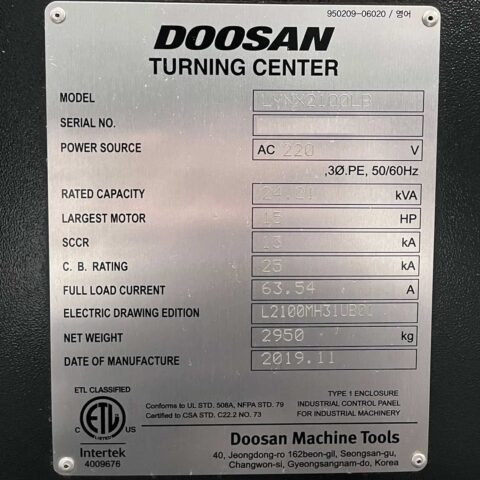 950209-06020 / 영어
DOOSAN
TURNING CENTER
MODEL LYNX2100LB
SERIAL NO.
POWER SOURCE AC 220 V
,3Ø.PE, 50/60Hz
RATED CAPACITY 24.21 kVA
LARGEST MOTOR 15 HP
SCCR 13 kA
C. B. RATING 25 kA
FULL LOAD CURRENT 63.54 A
ELECTRIC DRAWING EDITION
NET WEIGHT 2950 kg
DATE OF MANUFACTURE 2019.11
ETL CLASSIFIED
C ETL US
LISTED
Intertek
4009676
Conforms to UL STD. 508A, NFPA STD. 79
Certified to CSA STD. C22.2 NO. 73
TYPE 1 ENCLOSURE
INDUSTRIAL CONTROL PANEL
FOR INDUSTRIAL MACHINERY
Doosan Machine Tools
40, Jeongdong-ro 162beon-gil, Seongsan-gu,
Changwon-si, Gyeongsangnam-do, Korea